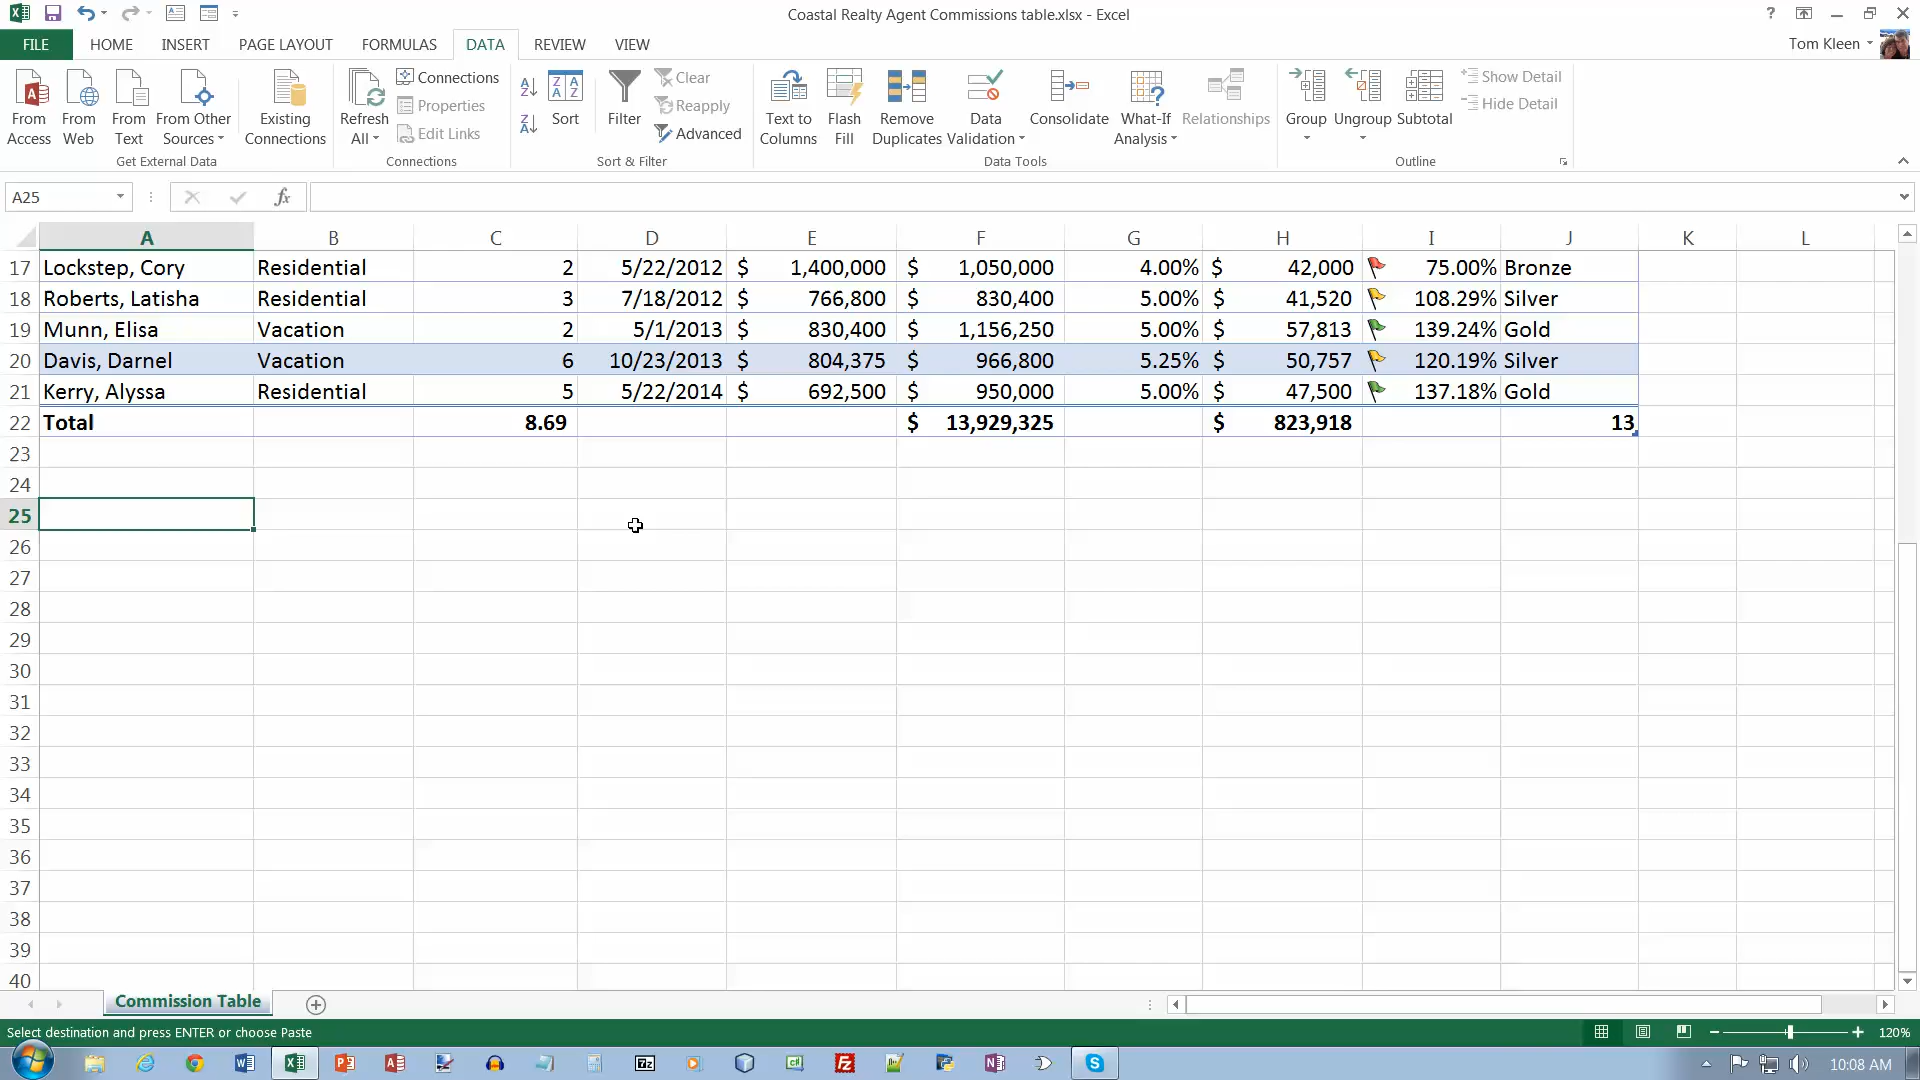 Coastal Realty Agent Commissions table.xlsx - Excel
?
FILE HOME INSERT PAGE LAYOUT FORMULAS DATA REVIEW VIEW Tom Kleen
From Access
From Web
From Text
From Other Sources
Existing Connections
Get External Data
Refresh All
Connections
Properties
Edit Links
Connections
Sort
Filter
Clear
Reapply
Advanced
Sort & Filter
Text to Columns
Flash Fill
Remove Duplicates
Data Validation
Consolidate
What-If Analysis
Relationships
Data Tools
Group
Ungroup
Subtotal
Show Detail
Hide Detail
Outline
A25 fx
A B C D E F G H I J K L
17 Lockstep, Cory Residential 2 5/22/2012 $ 1,400,000 $ 1,050,000 4.00% $ 42,000 75.00% Bronze
18 Roberts, Latisha Residential 3 7/18/2012 $ 766,800 $ 830,400 5.00% $ 41,520 108.29% Silver
19 Munn, Elisa Vacation 2 5/1/2013 $ 830,400 $ 1,156,250 5.00% $ 57,813 139.24% Gold
20 Davis, Darnel Vacation 6 10/23/2013 $ 804,375 $ 966,800 5.25% $ 50,757 120.19% Silver
21 Kerry, Alyssa Residential 5 5/22/2014 $ 692,500 $ 950,000 5.00% $ 47,500 137.18% Gold
22 Total 8.69 $ 13,929,325 $ 823,918 13
23
24
25
26
27
28
29
30
31
32
33
34
35
36
37
38
39
40
Commission Table
Select destination and press ENTER or choose Paste 120%
10:08 AM